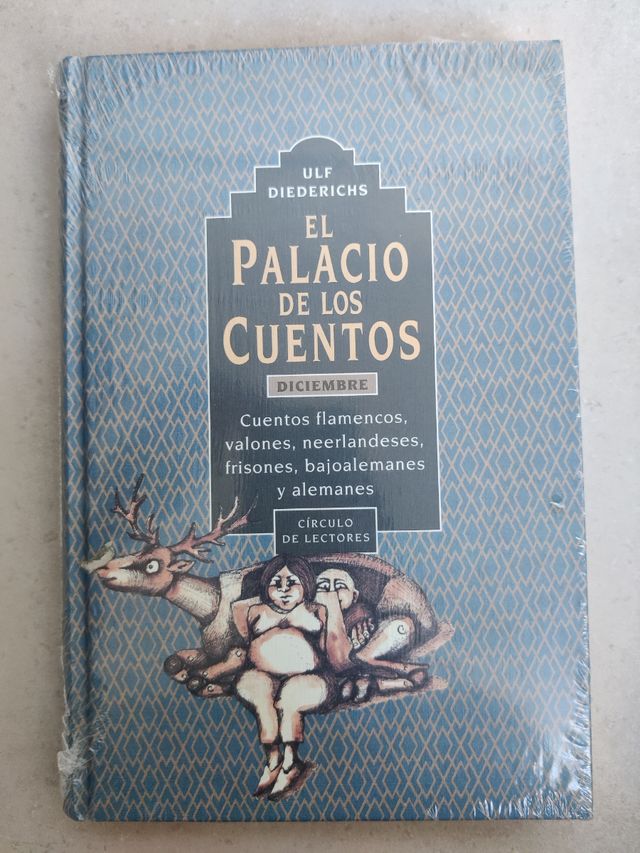 ULF
DIEDERICHS
EL
PALACIO
DE LOS
CUENTOS
DICIEMBRE
Cuentos flamencos,
valones, neerlandeses,
frisones, bajoalemanes
y alemanes
CÍRCULO
DE LECTORES